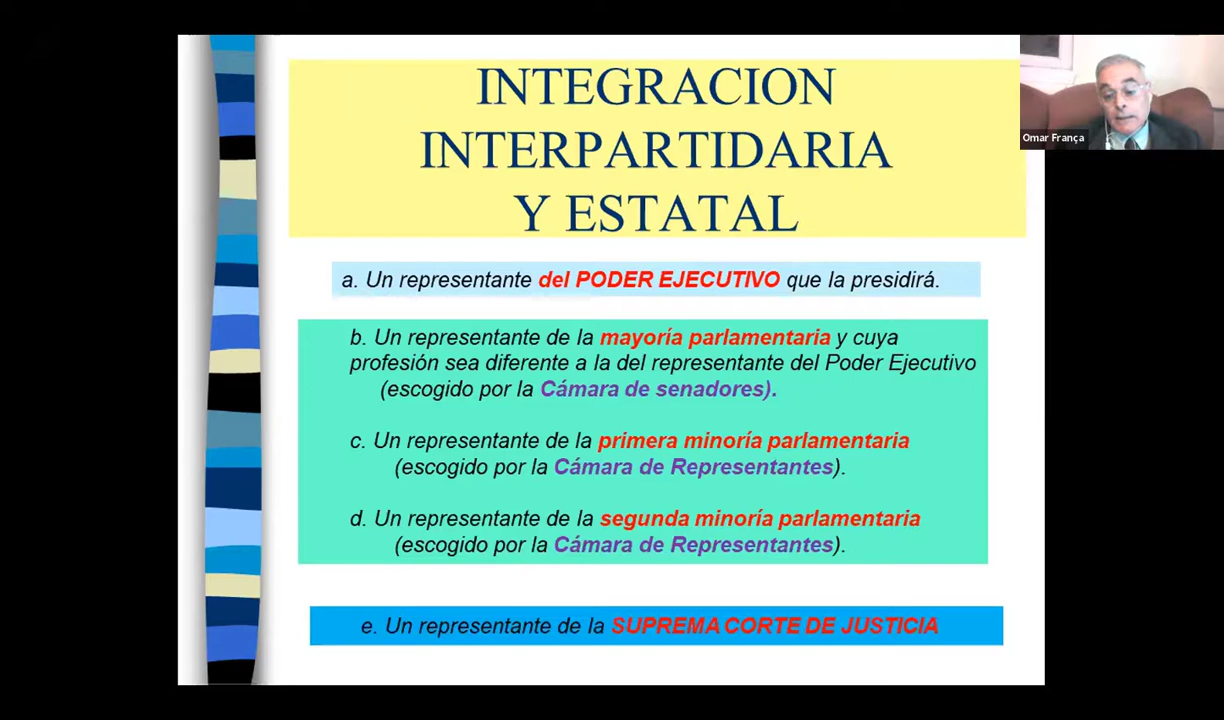 INTEGRACION
INTERPARTIDARIA
Y ESTATAL
Omar França
a. Un representante del PODER EJECUTIVO que la presidirá.
b. Un representante de la mayoría parlamentaria y cuya
profesión sea diferente a la del representante del Poder Ejecutivo
(escogido por la Cámara de senadores).
c. Un representante de la primera minoría parlamentaria
(escogido por la Cámara de Representantes).
d. Un representante de la segunda minoría parlamentaria
(escogido por la Cámara de Representantes).
e. Un representante de la SUPREMA CORTE DE JUSTICIA